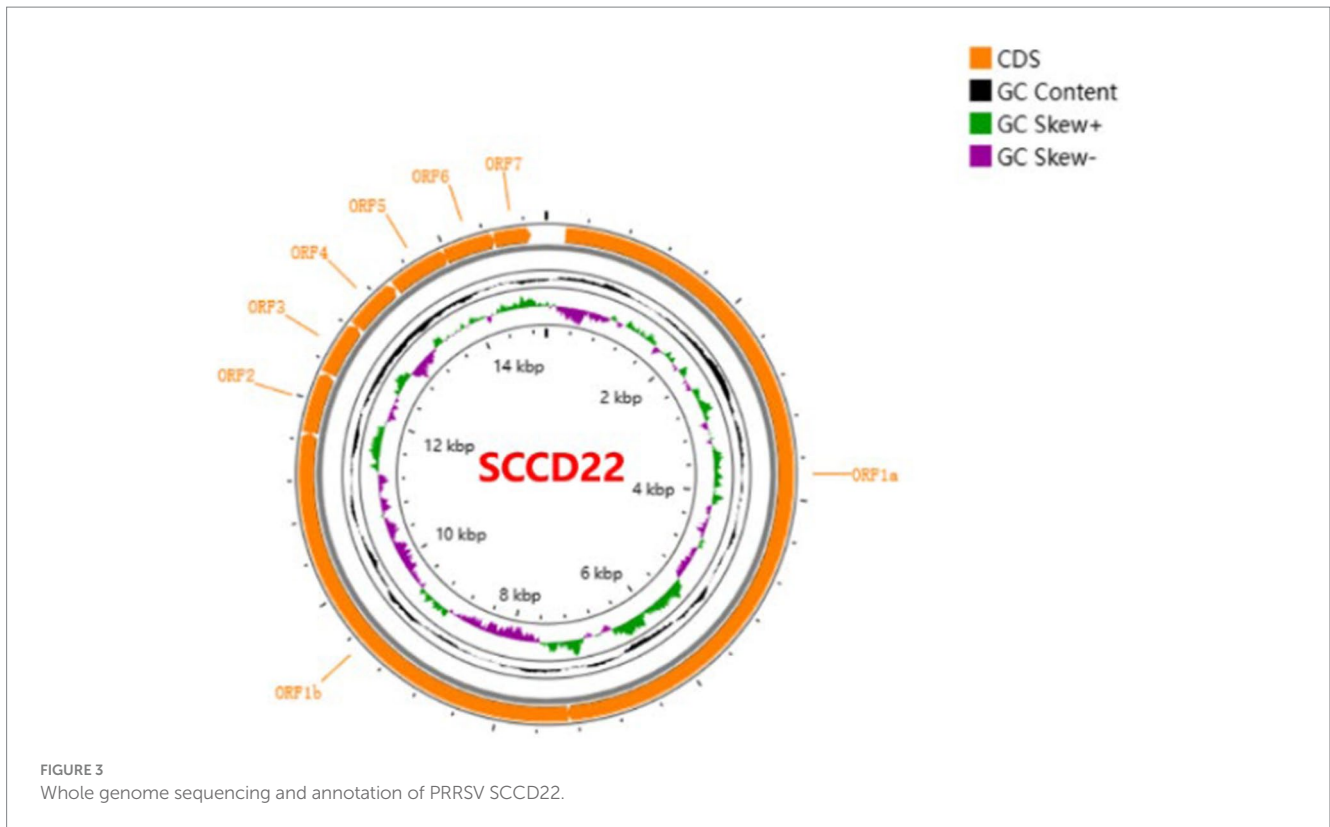 CDS
GC Content
GC Skew+
GC Skew-
ORF7
ORF6
ORF5
ORF4
ORF3
ORF2
ORF1a
ORF1b
14 kbp
2 kbp
12 kbp
4 kbp
10 kbp
6 kbp
8 kbp
SCCD22
FIGURE 3
Whole genome sequencing and annotation of PRRSV SCCD22.